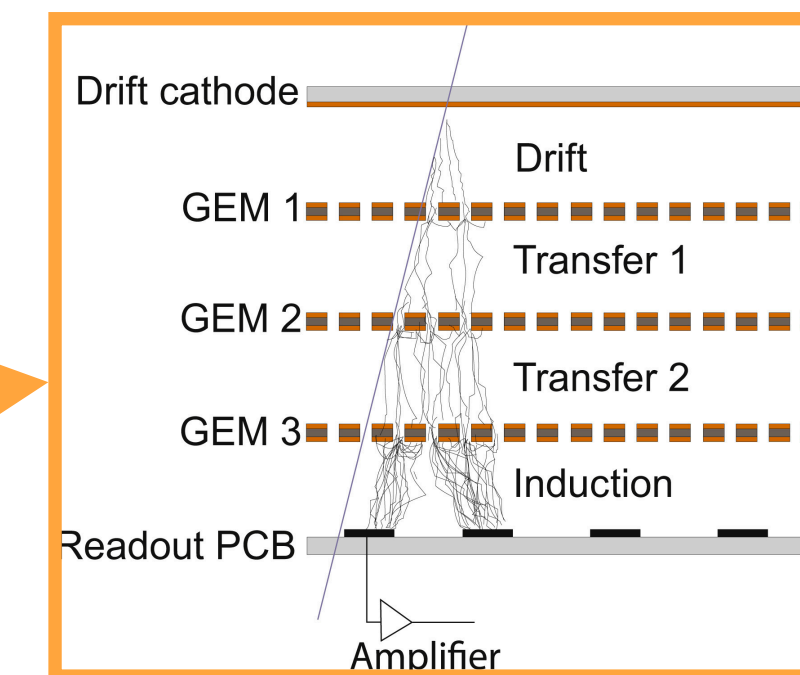 Drift cathode
Drift
GEM 1
Transfer 1
GEM 2
Transfer 2
GEM 3
Induction
Readout PCB
Amplifier